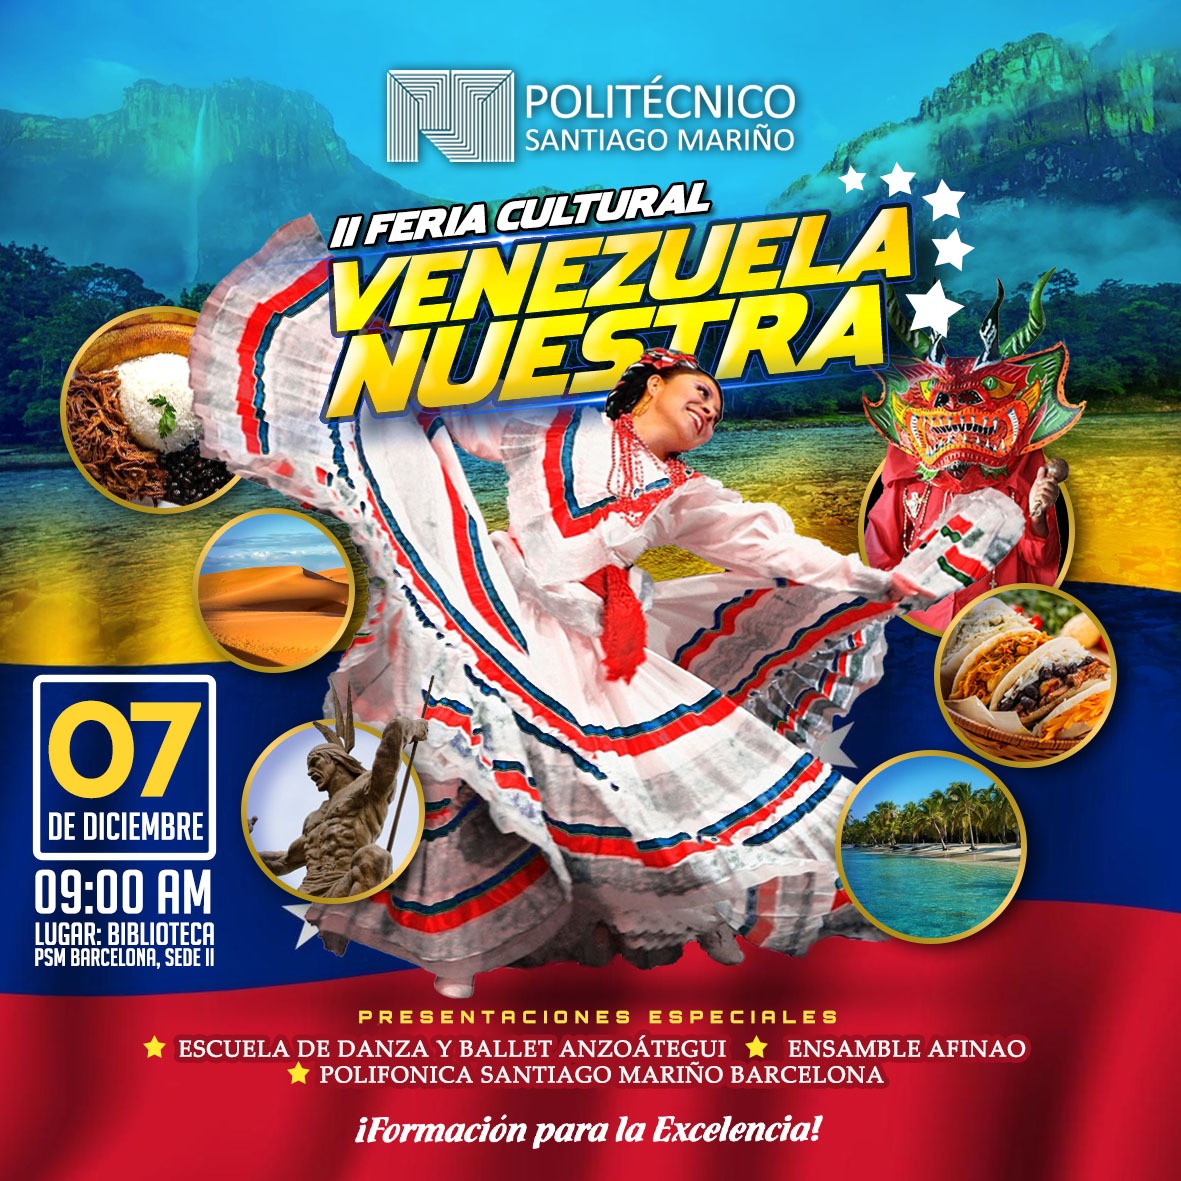 POLITÉCNICO
SANTIAGO MARIÑO
II FERIA CULTURAL
VENEZUELA
NUESTRA
07
DE DICIEMBRE
09:00 AM
LUGAR: BIBLIOTECA
PSM BARCELONA, SEDE II
PRESENTACIONES ESPECIALES
ESCUELA DE DANZA Y BALLET ANZOÁTEGUI ENSAMBLE AFINAO
POLIFONICA SANTIAGO MARIÑO BARCELONA
¡Formación para la Excelencia!